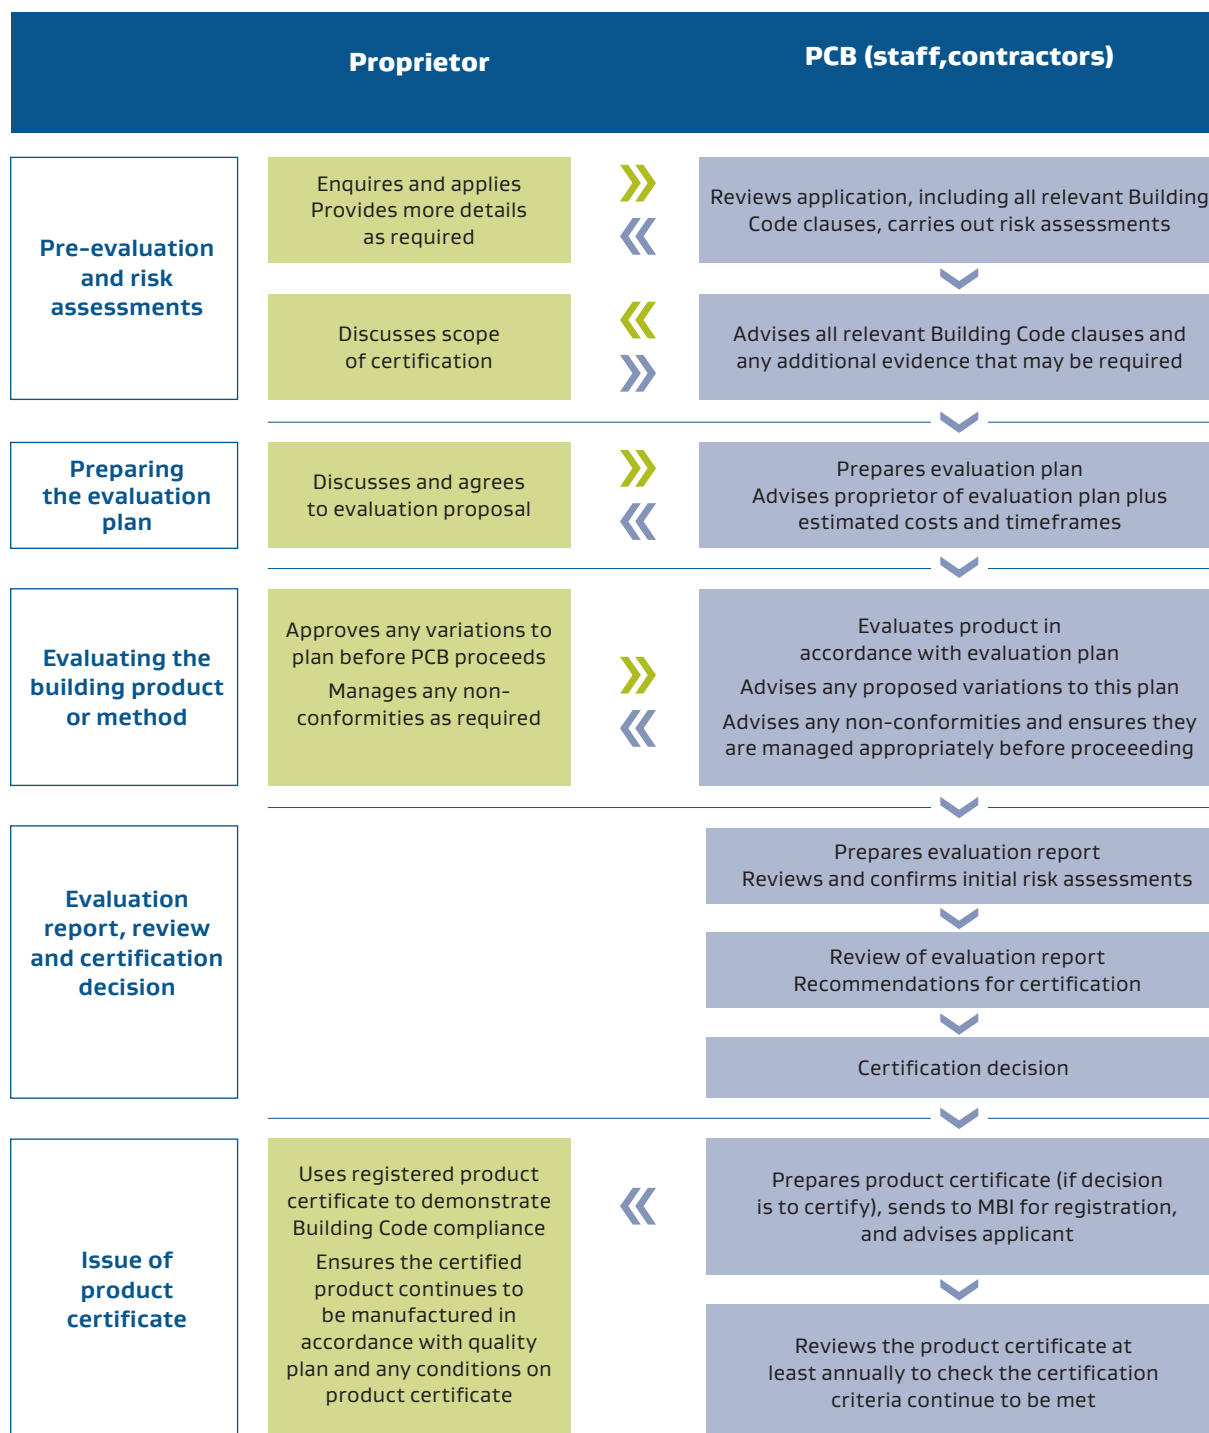 Proprietor
PCB (staff,contractors)
Pre-evaluation
and risk
assessments
Enquires and applies
Provides more details
as required
Reviews application, including all relevant Building
Code clauses, carries out risk assessments
Discusses scope
of certification
Advises all relevant Building Code clauses and
any additional evidence that may be required
Preparing
the evaluation
plan
Discusses and agrees
to evaluation proposal
Prepares evaluation plan
Advises proprietor of evaluation plan plus
estimated costs and timeframes
Evaluating the
building product
or method
Approves any variations to
plan before PCB proceeds
Manages any non-
conformities as required
Evaluates product in
accordance with evaluation plan
Advises any proposed variations to this plan
Advises any non-conformities and ensures they
are managed appropriately before proceeeding
Evaluation
report, review
and certification
decision
Prepares evaluation report
Reviews and confirms initial risk assessments
Review of evaluation report
Recommendations for certification
Certification decision
Issue of
product
certificate
Uses registered product
certificate to demonstrate
Building Code compliance
Ensures the certified
product continues to
be manufactured in
accordance with quality
plan and any conditions on
product certificate
Prepares product certificate (if decision
is to certify), sends to MBI for registration,
and advises applicant
Reviews the product certificate at
least annually to check the certification
criteria continue to be met